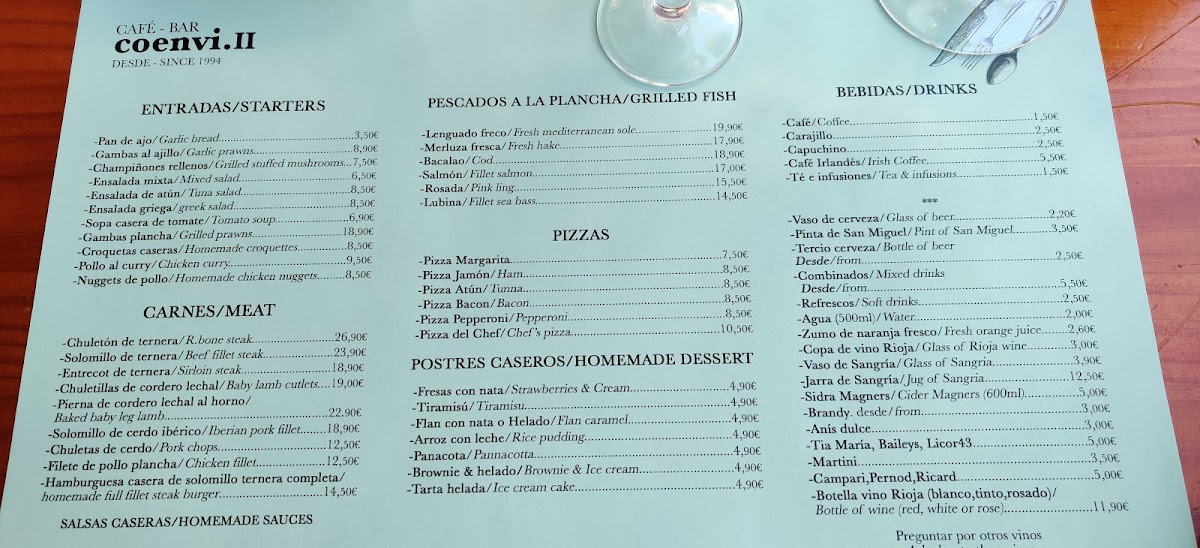 CAFÉ - BAR
coenvi.II
DESDE - SINCE 1994
ENTRADAS/STARTERS
-Pan de ajo/Garlic bread...3,50€
-Gambas al ajillo/Garlic prawns...8,90€
-Champiñones rellenos/Grilled stuffed mushrooms...7,50€
-Ensalada mixta/Mixed salad...6,50€
-Ensalada de atún/Tuna salad...8,50€
-Ensalada griega/greek salad...8,50€
-Sopa casera de tomate/Tomato soup...6,90€
-Gambas plancha/Grilled prawns...18,90€
-Croquetas caseras/Homemade croquettes...8,50€
-Pollo al curry/Chicken curry...9,50€
-Nuggets de pollo/Homemade chicken nuggets...8,50€
CARNES/MEAT
-Chuletón de ternera/R.bone steak...26,90€
-Solomillo de ternera/Beef fillet steak...23,90€
-Entrecot de ternera/Sirloin steak...18,90€
-Chuletillas de cordero lechal/Baby lamb cutlets...19,00€
-Pierna de cordero lechal al horno/
Baked baby leg lamb...22,90€
-Solomillo de cerdo ibérico/Iberian pork fillet...18,90€
-Chuletas de cerdo/Pork chops...12,50€
-Filete de pollo plancha/Chicken fillet...12,50€
-Hamburguesa casera de solomillo ternera completa/
homemade full fillet steak burger...14,50€
SALSAS CASERAS/HOMEMADE SAUCES
PESCADOS A LA PLANCHA/GRILLED FISH
-Lenguado freco/Fresh mediterranean sole...19,90€
-Merluza fresca/Fresh hake...17,90€
-Bacalao/Cod...18,90€
-Salmón/Fillet salmon...17,00€
-Rosada/Pink ling...15,50€
-Lubina/Fillet sea bass...14,50€
PIZZAS
-Pizza Margarita...7,50€
-Pizza Jamón/Ham...8,50€
-Pizza Atún/Tunna...8,50€
-Pizza Bacon/Bacon...8,50€
-Pizza Pepperoni/Pepperoni...8,50€
-Pizza del Chef/Chef's pizza...10,50€
POSTRES CASEROS/HOMEMADE DESSERT
-Fresas con nata/Strawberries & Cream...4,90€
-Tiramisú/Tiramisu...4,90€
-Flan con nata o Helado/Flan caramel...4,90€
-Arroz con leche/Rice pudding...4,90€
-Panacota/Pannacotta...4,90€
-Brownie & helado/Brownie & Ice cream...4,90€
-Tarta helada/Ice cream cake...4,90€
BEBIDAS/DRINKS
-Café/Coffee...1,50€
-Carajillo...2,50€
-Capuchino...2,50€
-Café Irlandés/Irish Coffee...5,50€
-Té e infusiones/Tea & infusions...1,50€
***
-Vaso de cerveza/Glass of beer...2,20€
-Pinta de San Miguel/Pint of San Miguel...3,50€
-Tercio cerveza/Bottle of beer
Desde/from...2,50€
-Combinados/Mixed drinks
Desde/from...5,50€
-Refrescos/Soft drinks...2,50€
-Agua (500ml)/Water...2,00€
-Zumo de naranja fresco/Fresh orange juice...2,60€
-Copa de vino Rioja/Glass of Rioja wine...3,00€
-Vaso de Sangría/Glass of Sangria...3,90€
-Jarra de Sangría/Jug of Sangria...12,50€
-Sidra Magners/Cider Magners (600ml)...5,00€
-Brandy. desde/from...3,00€
-Anís dulce...3,00€
-Tia María, Baileys, Licor43...5,00€
-Martini...3,50€
-Campari,Pernod,Ricard...5,00€
-Botella vino Rioja (blanco,tinto,rosado)/
Bottle of wine (red, white or rose)...11,90€
Preguntar por otros vinos